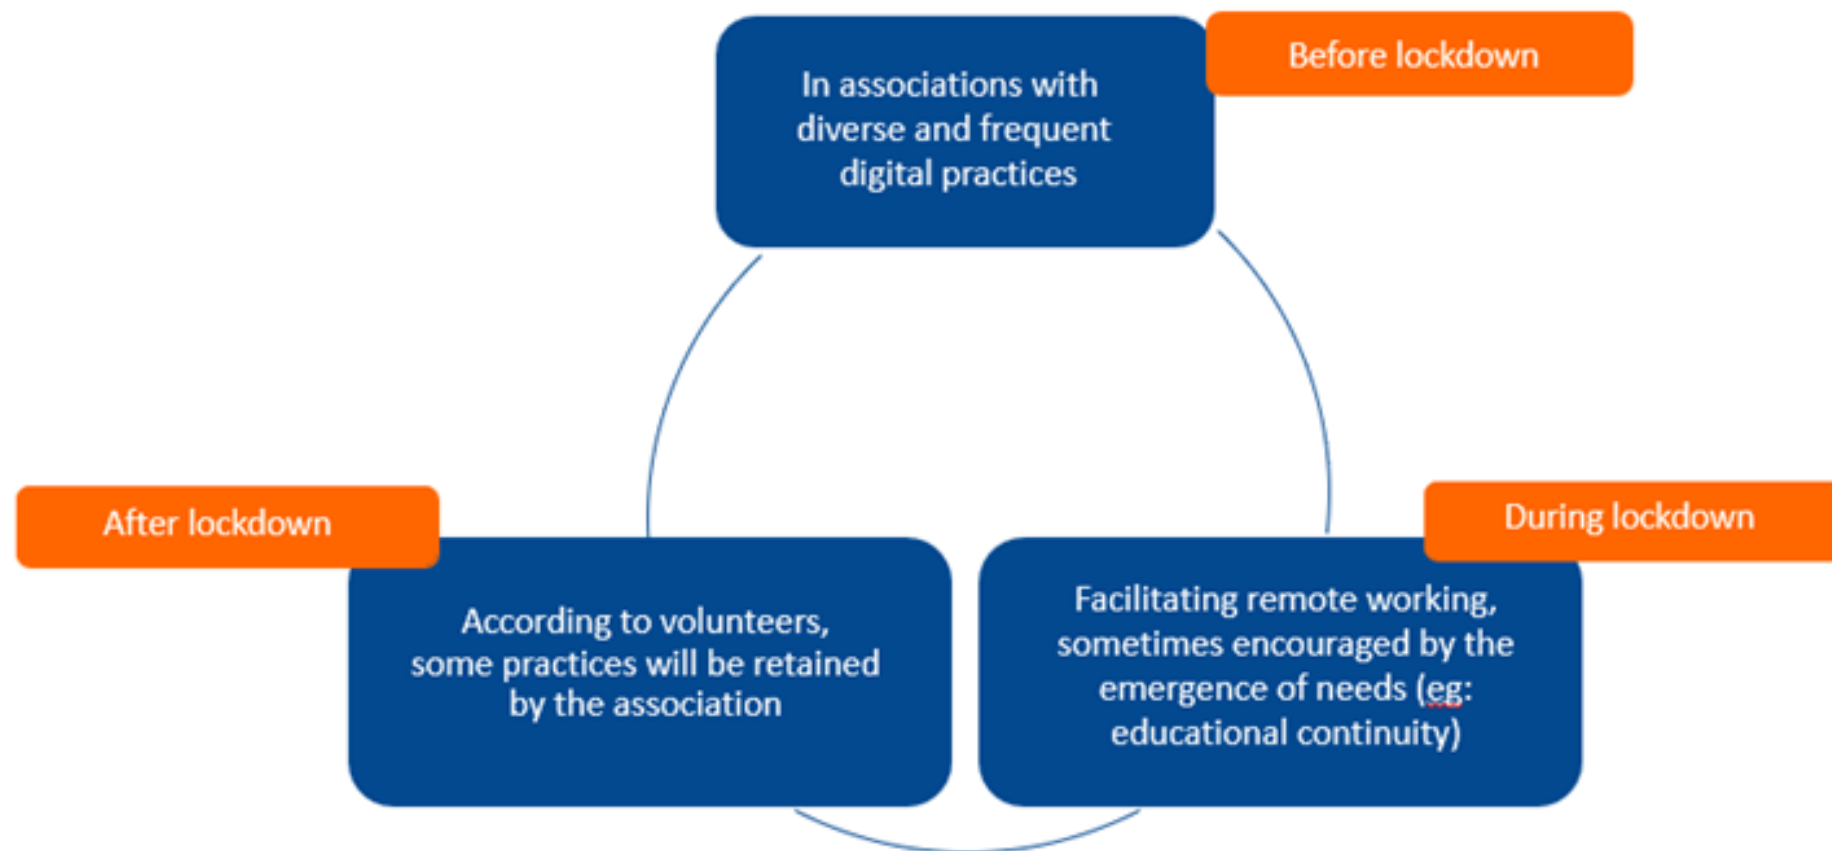 Before lockdown
In associations with
diverse and frequent
digital practices
During lockdown
Facilitating remote working,
sometimes encouraged by the
emergence of needs (eg:
educational continuity)
After lockdown
According to volunteers,
some practices will be retained
by the association